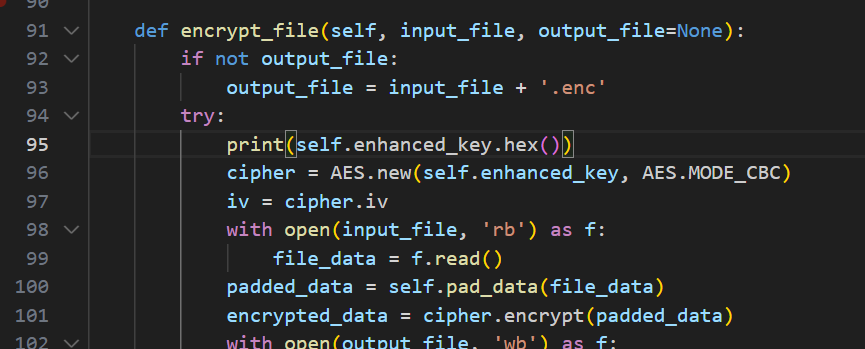 90
91 def encrypt_file(self, input_file, output_file=None):
92 if not output_file:
93 output_file = input_file + '.enc'
94 try:
95 print(self.enhanced_key.hex())
96 cipher = AES.new(self.enhanced_key, AES.MODE_CBC)
97 iv = cipher.iv
98 with open(input_file, 'rb') as f:
99 file_data = f.read()
100 padded_data = self.pad_data(file_data)
101 encrypted_data = cipher.encrypt(padded_data)
102 with open(output_file, 'wb') as f: